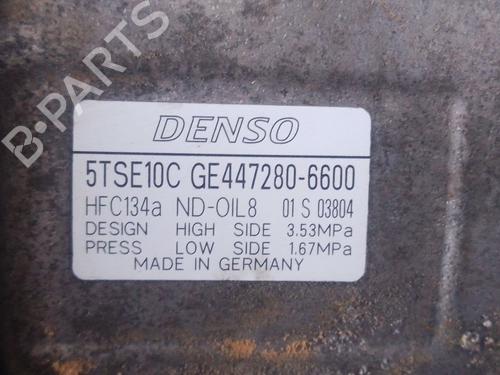 B-PARTS
DENSO
5TSE10C GE447280-6600
HFC134a ND-OIL8 01 S 03804
DESIGN HIGH SIDE 3.53MPa
PRESS LOW SIDE 1.67MPa
MADE IN GERMANY